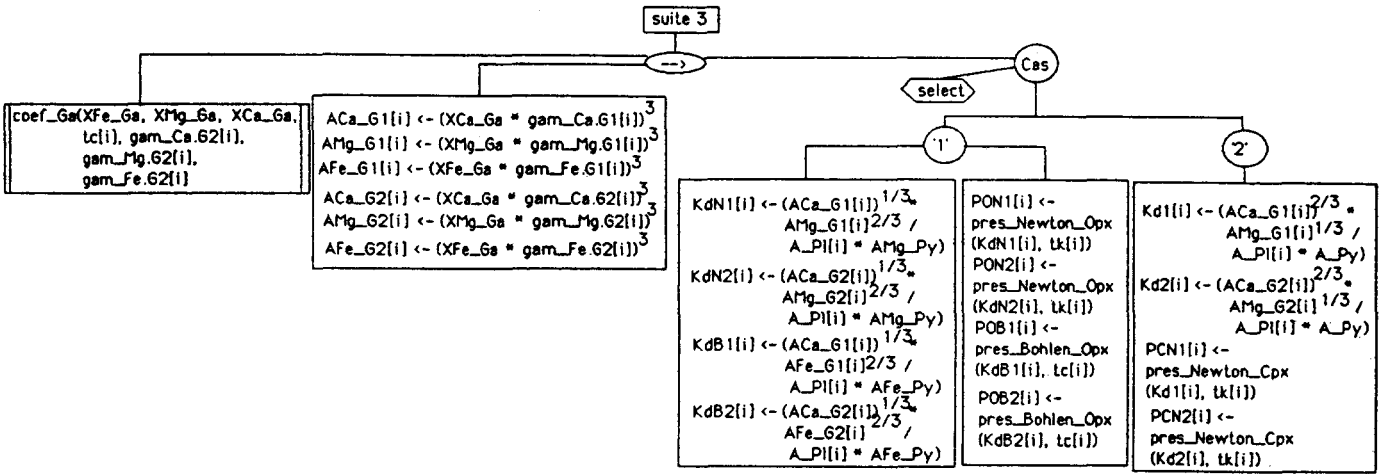 suite 3
-->
Cas
select
coef_Ga(XFe_Ga, XMg_Ga, XCa_Ga,
tc[i], gam_Ca.G2[i],
gam_Mg.G2[i],
gam_Fe.G2[i]
ACa_G1[i] <- (XCa_Ga * gam_Ca.G1[i])^3
AMg_G1[i] <- (XMg_Ga * gam_Mg.G1[i])^3
AFe_G1[i] <- (XFe_Ga * gam_Fe.G1[i])^3
ACa_G2[i] <- (XCa_Ga * gam_Ca.G2[i])^3
AMg_G2[i] <- (XMg_Ga * gam_Mg.G2[i])^3
AFe_G2[i] <- (XFe_Ga * gam_Fe.G2[i])^3
'1'
KdN1[i] <- (ACa_G1[i])^1/3 *
AMg_G1[i]^2/3 /
A_Pl[i] * AMg_Py)
KdN2[i] <- (ACa_G2[i])^1/3 *
AMg_G2[i]^2/3 /
A_Pl[i] * AMg_Py)
KdB1[i] <- (ACa_G1[i])^1/3 *
AFe_G1[i]^2/3 /
A_Pl[i] * AFe_Py)
KdB2[i] <- (ACa_G2[i])^1/3 *
AFe_G2[i]^2/3 /
A_Pl[i] * AFe_Py)
PON1[i] <-
pres_Newton_Opx
(KdN1[i], tk[i])
PON2[i] <-
pres_Newton_Opx
(KdN2[i], tk[i])
POB1[i] <-
pres_Bohlen_Opx
(KdB1[i], tc[i])
POB2[i] <-
pres_Bohlen_Opx
(KdB2[i], tc[i])
'2'
Kd1[i] <- (ACa_G1[i])^2/3 *
AMg_G1[i]^1/3 /
A_Pl[i] * A_Py)
Kd2[i] <- (ACa_G2[i])^2/3 *
AMg_G2[i]^1/3 /
A_Pl[i] * A_Py)
PCN1[i] <-
pres_Newton_Cpx
(Kd1[i], tk[i])
PCN2[i] <-
pres_Newton_Cpx
(Kd2[i], tk[i])